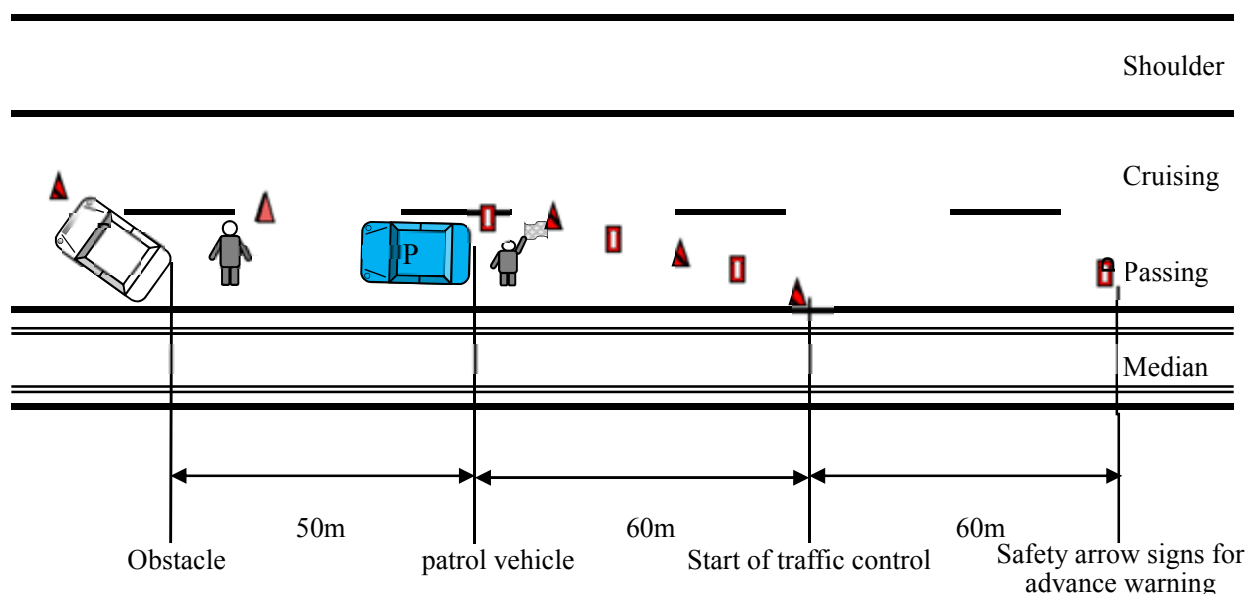 Shoulder
Cruising
P
Passing
Median
50m
60m
60m
Obstacle
patrol vehicle
Start of traffic control
Safety arrow signs for
advance warning